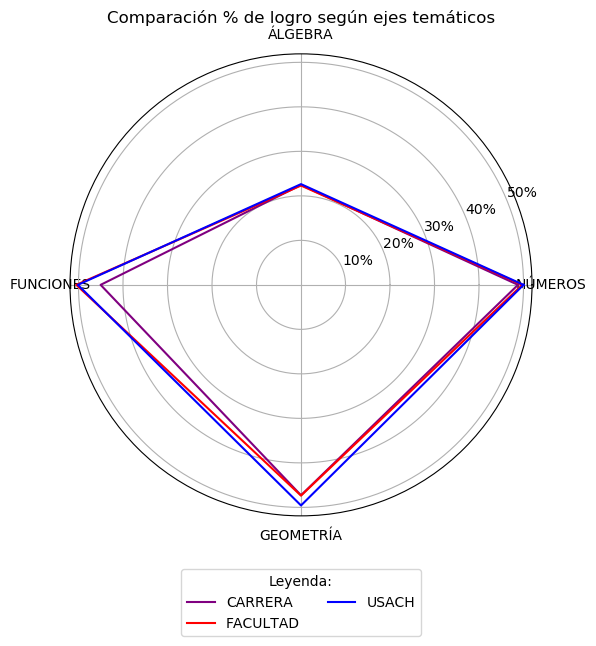 Comparación % de logro según ejes temáticos
ÁLGEBRA
50%
40%
30%
20%
10%
FUNCIONES
NÚMEROS
GEOMETRÍA
Leyenda:
CARRERA
USACH
FACULTAD